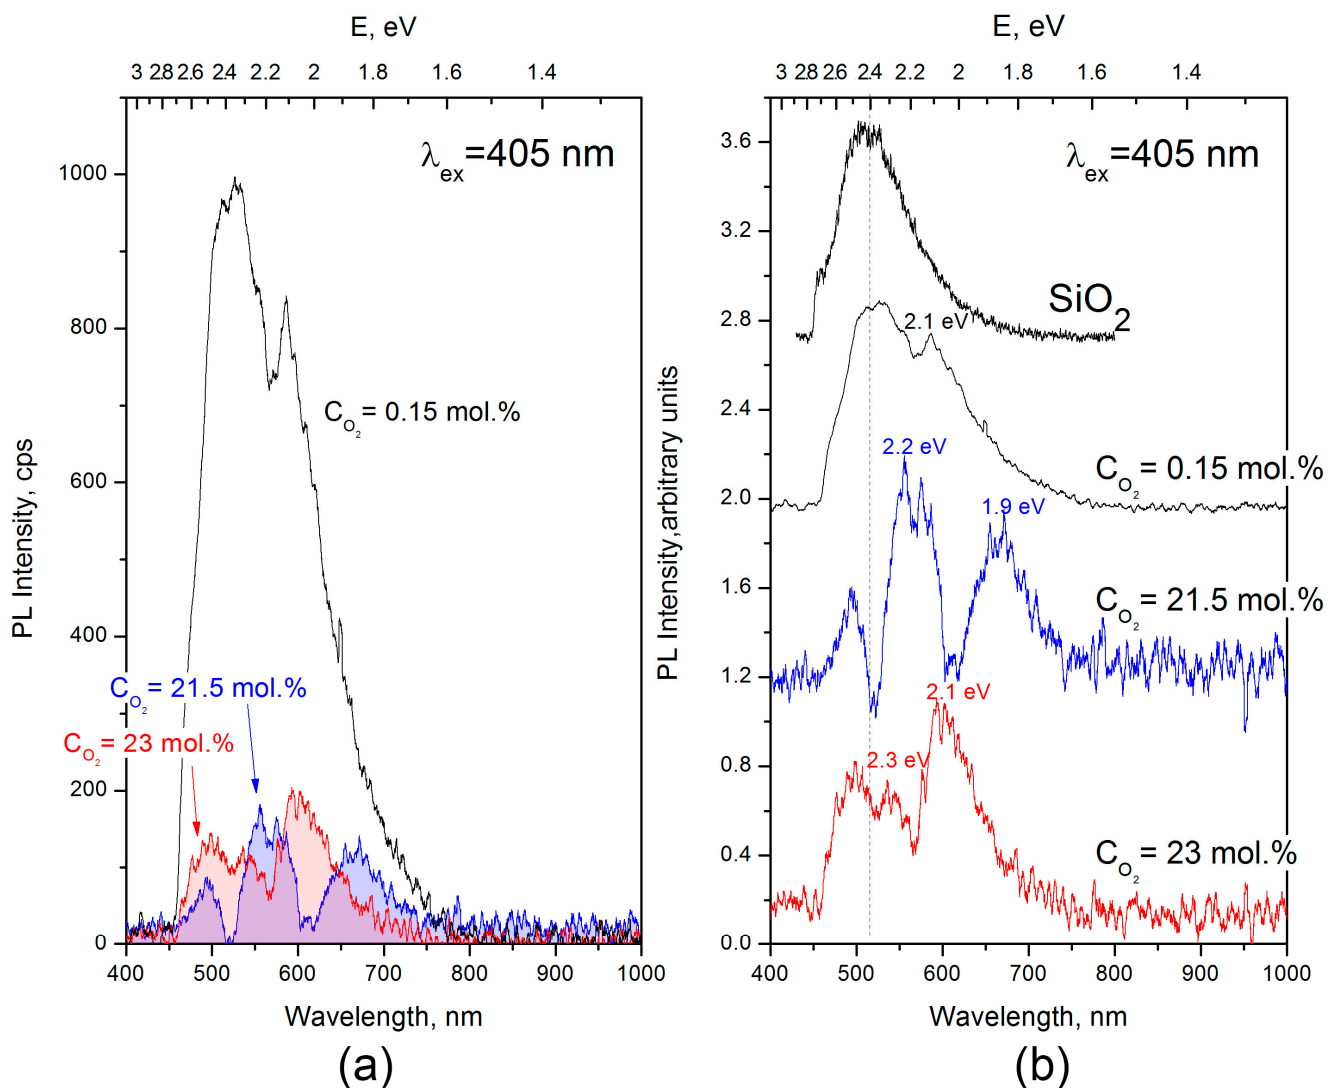 E, eV
3 2.8 2.6 2.4 2.2 2 1.8 1.6 1.4
λex=405 nm
1000
800
600
400
200
0
PL Intensity, cps
CO2 = 0.15 mol.%
CO2 = 21.5 mol.%
CO2 = 23 mol.%
400 500 600 700 800 900 1000
Wavelength, nm
(a)
E, eV
3 2.8 2.6 2.4 2.2 2 1.8 1.6 1.4
λex=405 nm
3.6
3.2
2.8
2.4
2.0
1.6
1.2
0.8
0.4
0.0
PL Intensity,arbitrary units
SiO2
2.1 eV
CO2 = 0.15 mol.%
2.2 eV
1.9 eV
CO2 = 21.5 mol.%
2.1 eV
2.3 eV
CO2 = 23 mol.%
400 500 600 700 800 900 1000
Wavelength, nm
(b)